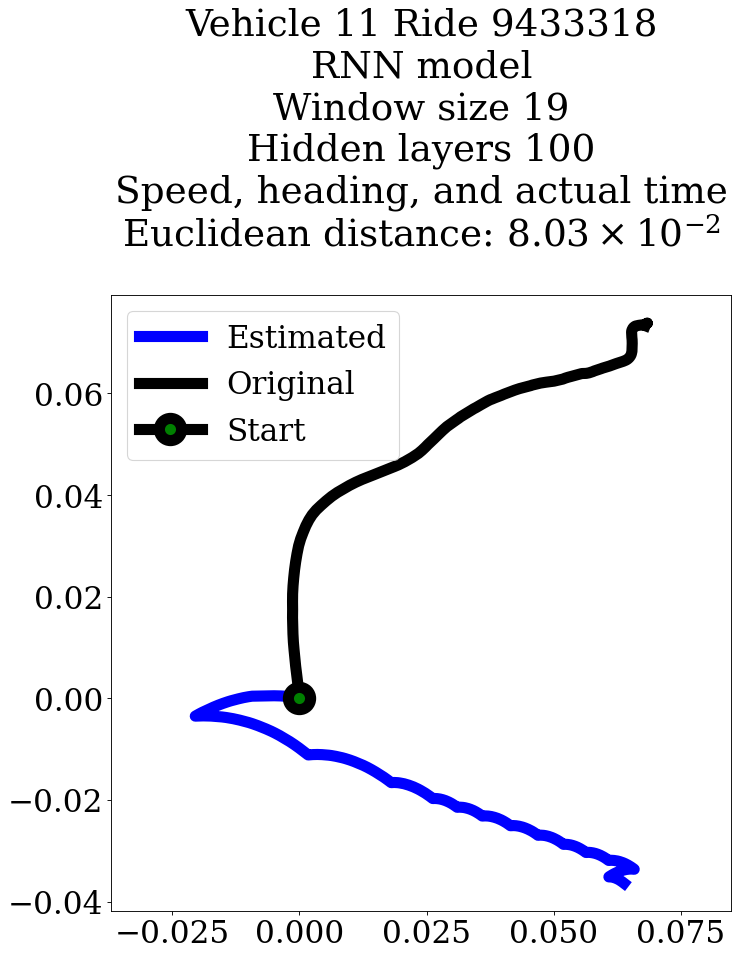 Vehicle 11 Ride 9433318
RNN model
Window size 19
Hidden layers 100
Speed, heading, and actual time
Euclidean distance: 8.03 × 10⁻²
Estimated
Original
Start
0.06
0.04
0.02
0.00
−0.02
−0.04
−0.025 0.000 0.025 0.050 0.075